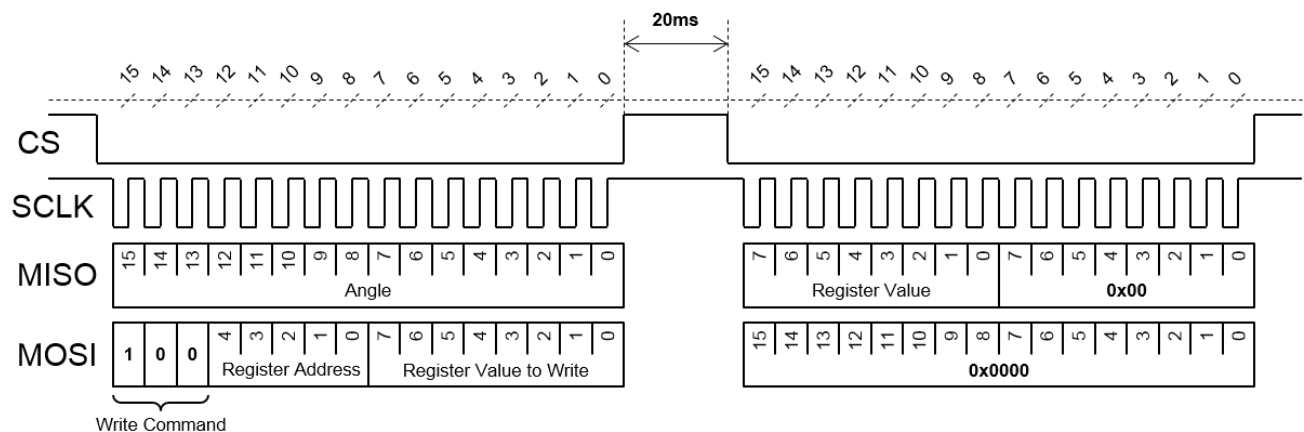 20ms
15 14 13 12 11 10 9 8 7 6 5 4 3 2 1 0 15 14 13 12 11 10 9 8 7 6 5 4 3 2 1 0
CS
SCLK
MISO 15 14 13 12 11 10 9 8 7 6 5 4 3 2 1 0 7 6 5 4 3 2 1 0 7 6 5 4 3 2 1 0
Angle Register Value 0x00
MOSI 1 0 0 4 3 2 1 0 7 6 5 4 3 2 1 0 15 14 13 12 11 10 9 8 7 6 5 4 3 2 1 0
Register Address Register Value to Write 0x0000
Write Command